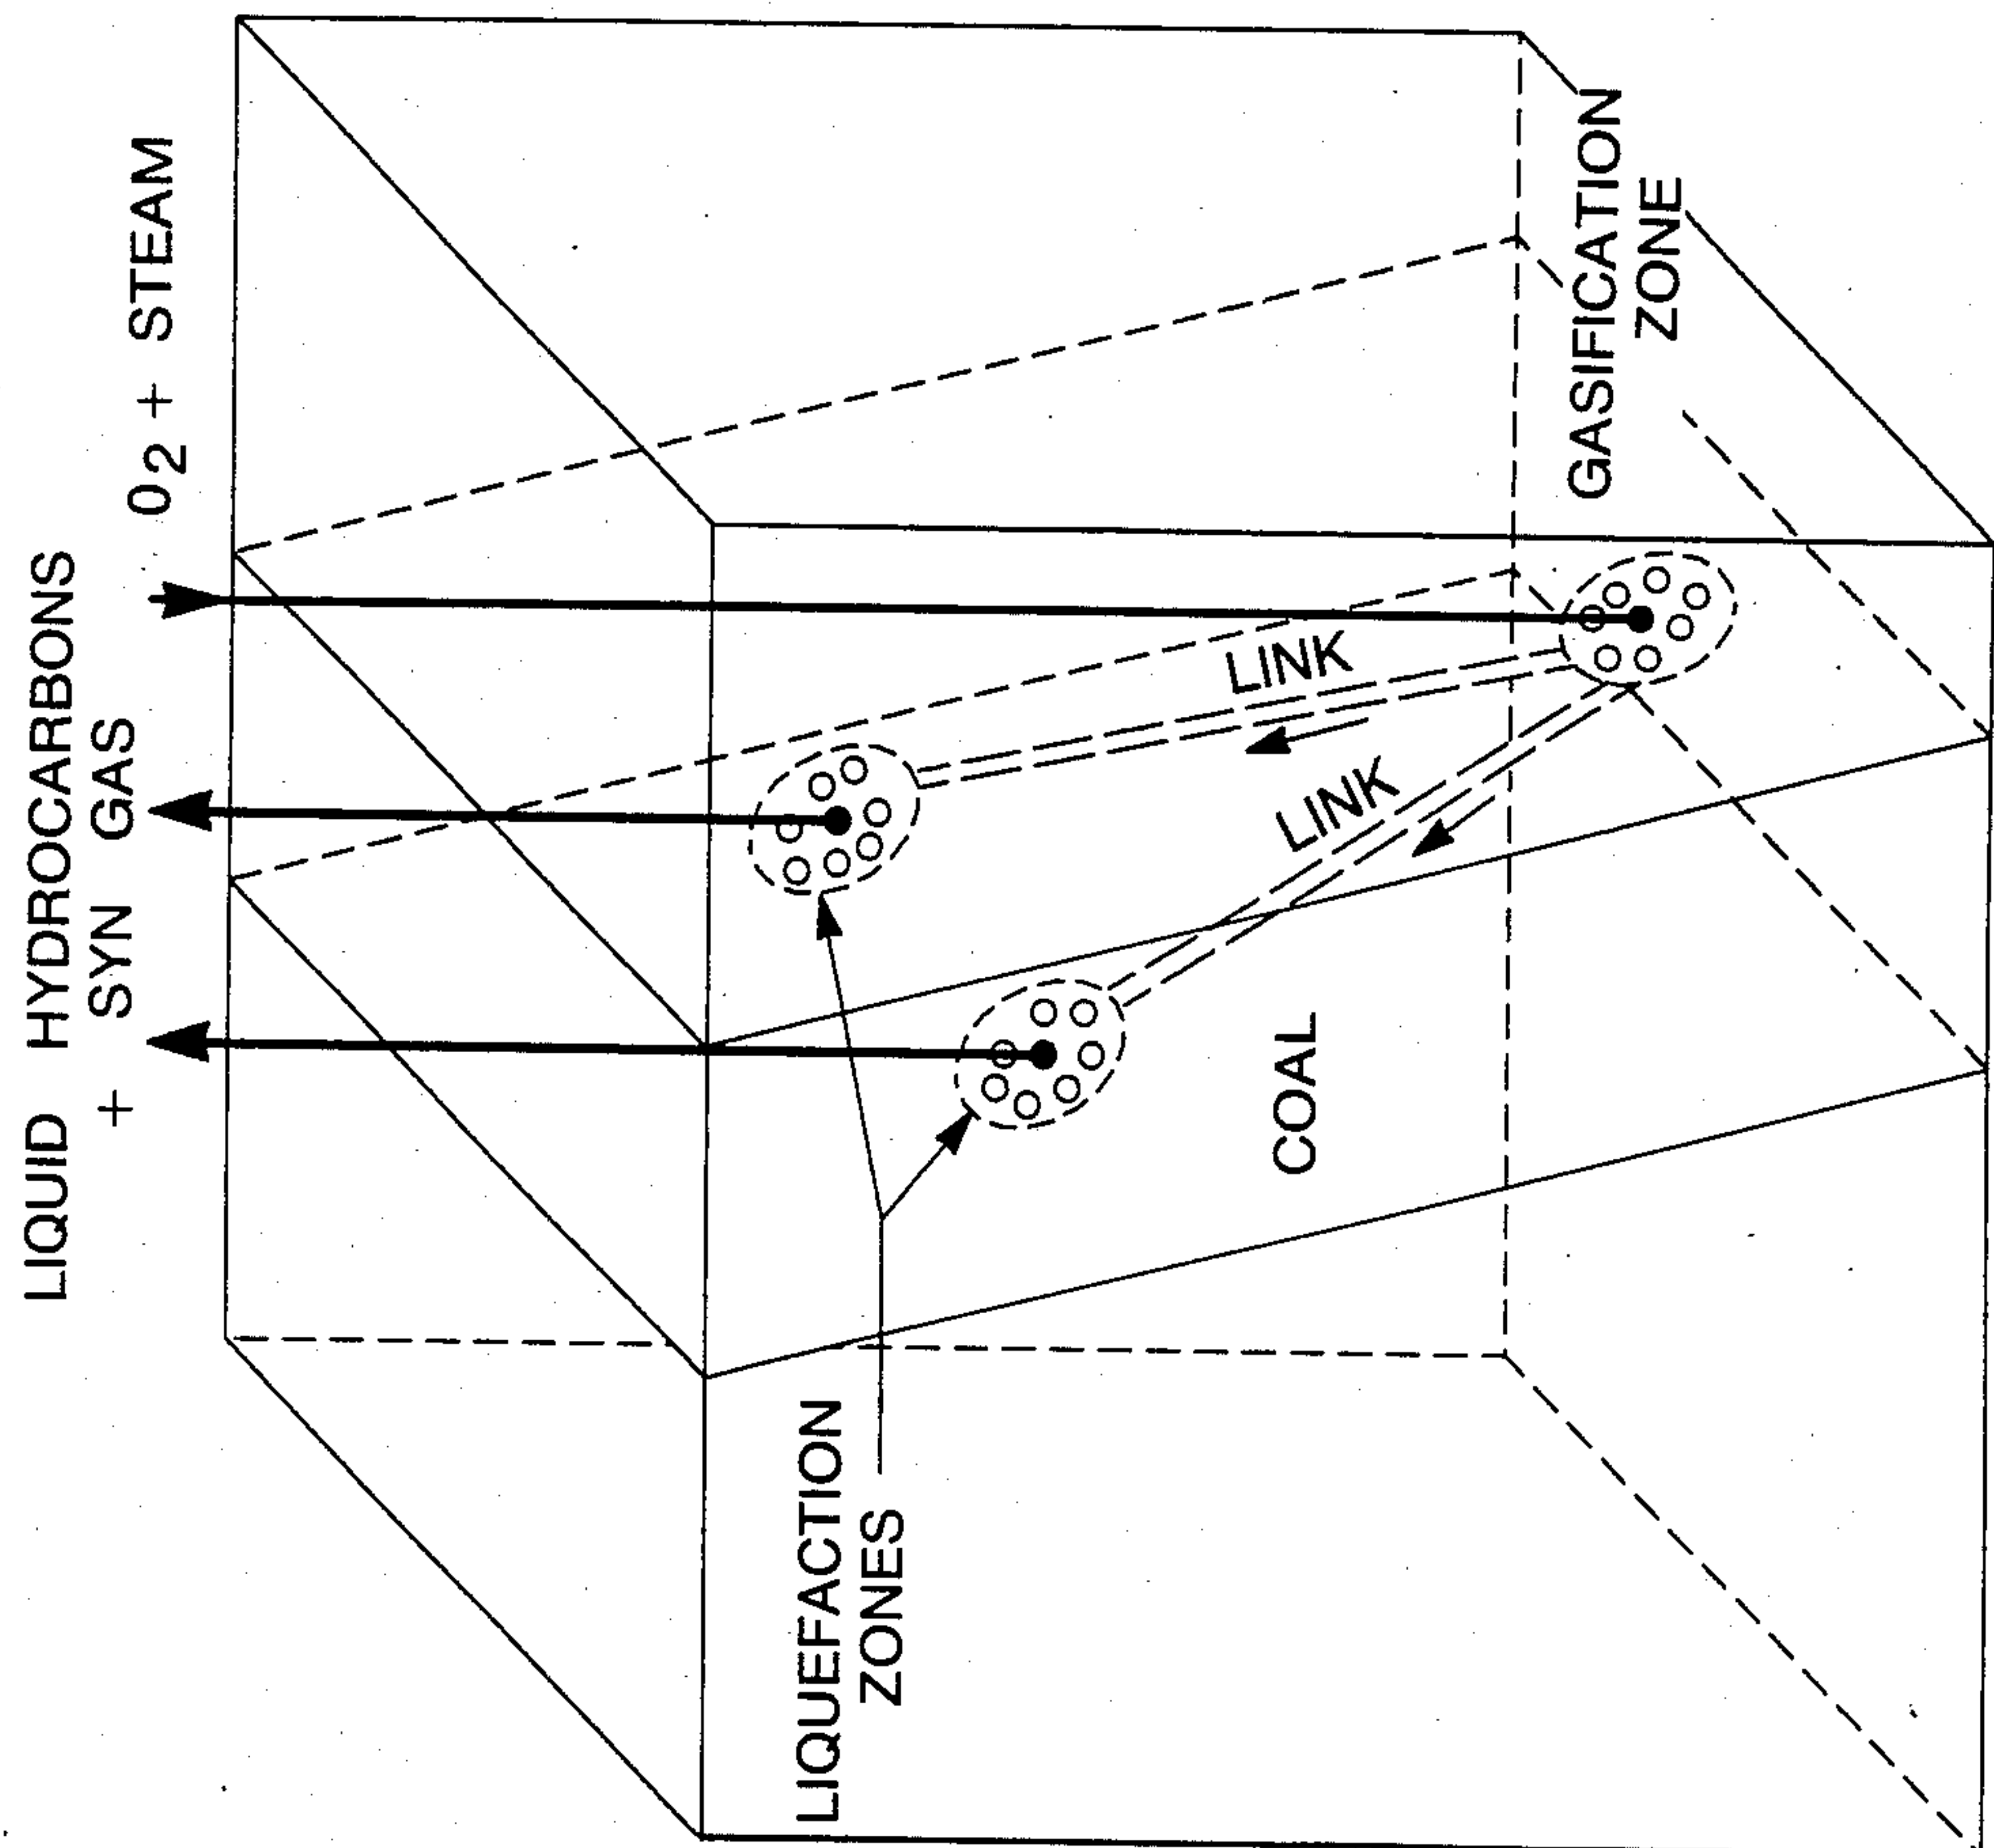 LIQUID HYDROCARBONS
+ SYN GAS
O2 + STEAM
LIQUEFACTION
ZONES
LINK
LINK
COAL
GASIFICATION
ZONE